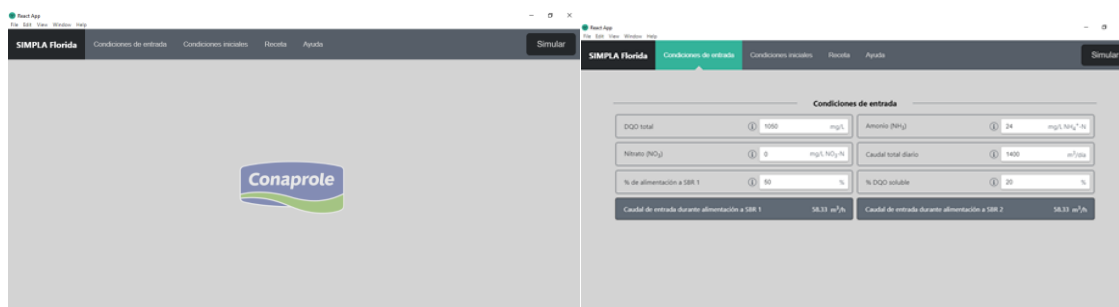 React App
File Edit View Window Help
SIMPLA Florida Condiciones de entrada Condiciones iniciales Receta Ayuda Simular
Conaprole
React App
File Edit View Window Help
SIMPLA Florida Condiciones de entrada Condiciones iniciales Receta Ayuda Simular
Condiciones de entrada
DQO total 1050 mg/L Amonio (NH₃) 24 mg/L NH₄⁺-N
Nitrato (NO₃) 0 mg/L NO₃-N Caudal total diario 1400 m³/día
% de alimentación a SBR 1 50 % % DQO soluble 20 %
Caudal de entrada durante alimentación a SBR 1 58.33 m³/h Caudal de entrada durante alimentación a SBR 2 58.33 m³/h